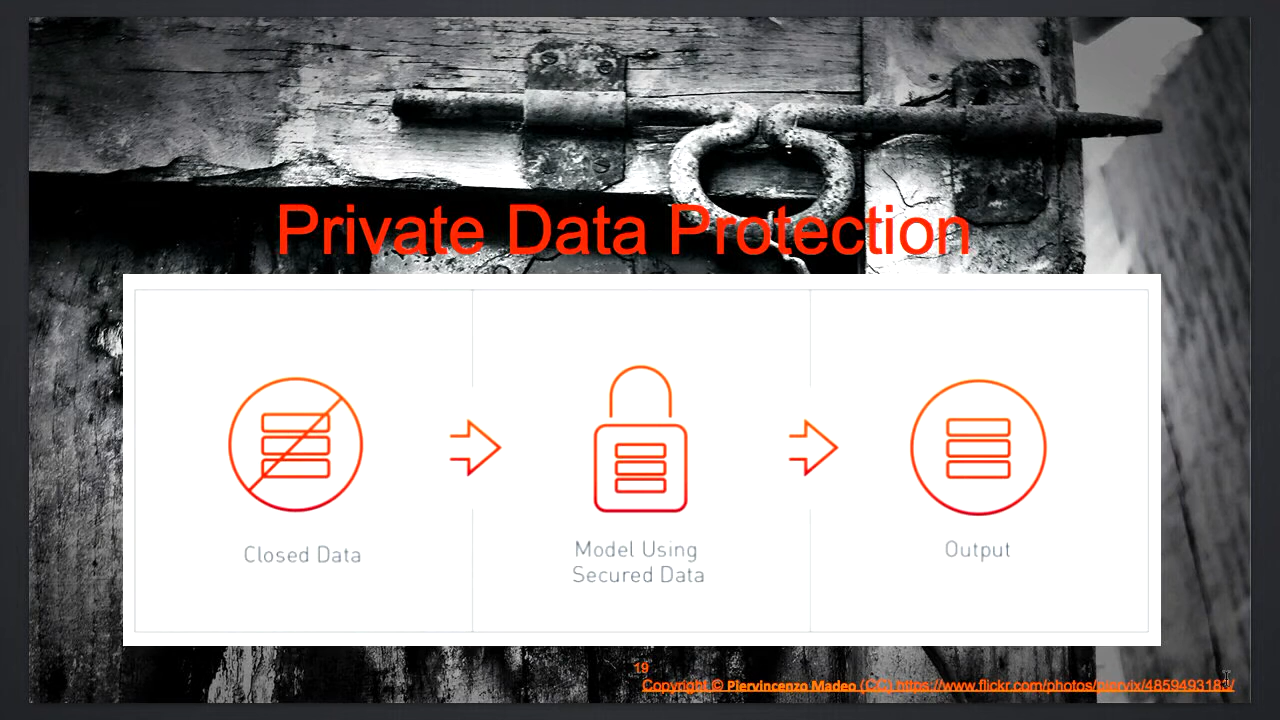 Private Data Protection
Closed Data
Model Using
Secured Data
Output
19
Copyright © Piervincenzo Madeo (CC) https://www.flickr.com/photos/piervix/4859493183/